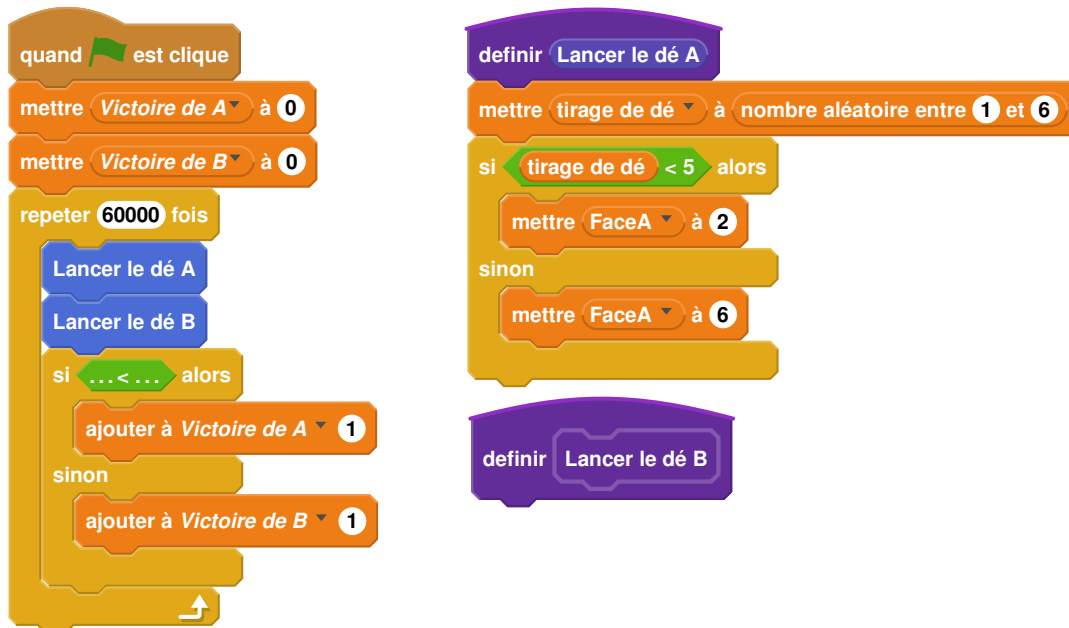 quand est clique
mettre Victoire de A à 0
mettre Victoire de B à 0
repeter 60000 fois
Lancer le dé A
Lancer le dé B
si ...< ... alors
ajouter à Victoire de A 1
sinon
ajouter à Victoire de B 1
definir Lancer le dé A
mettre tirage de dé à nombre aléatoire entre 1 et 6
si tirage de dé < 5 alors
mettre FaceA à 2
sinon
mettre FaceA à 6
definir Lancer le dé B